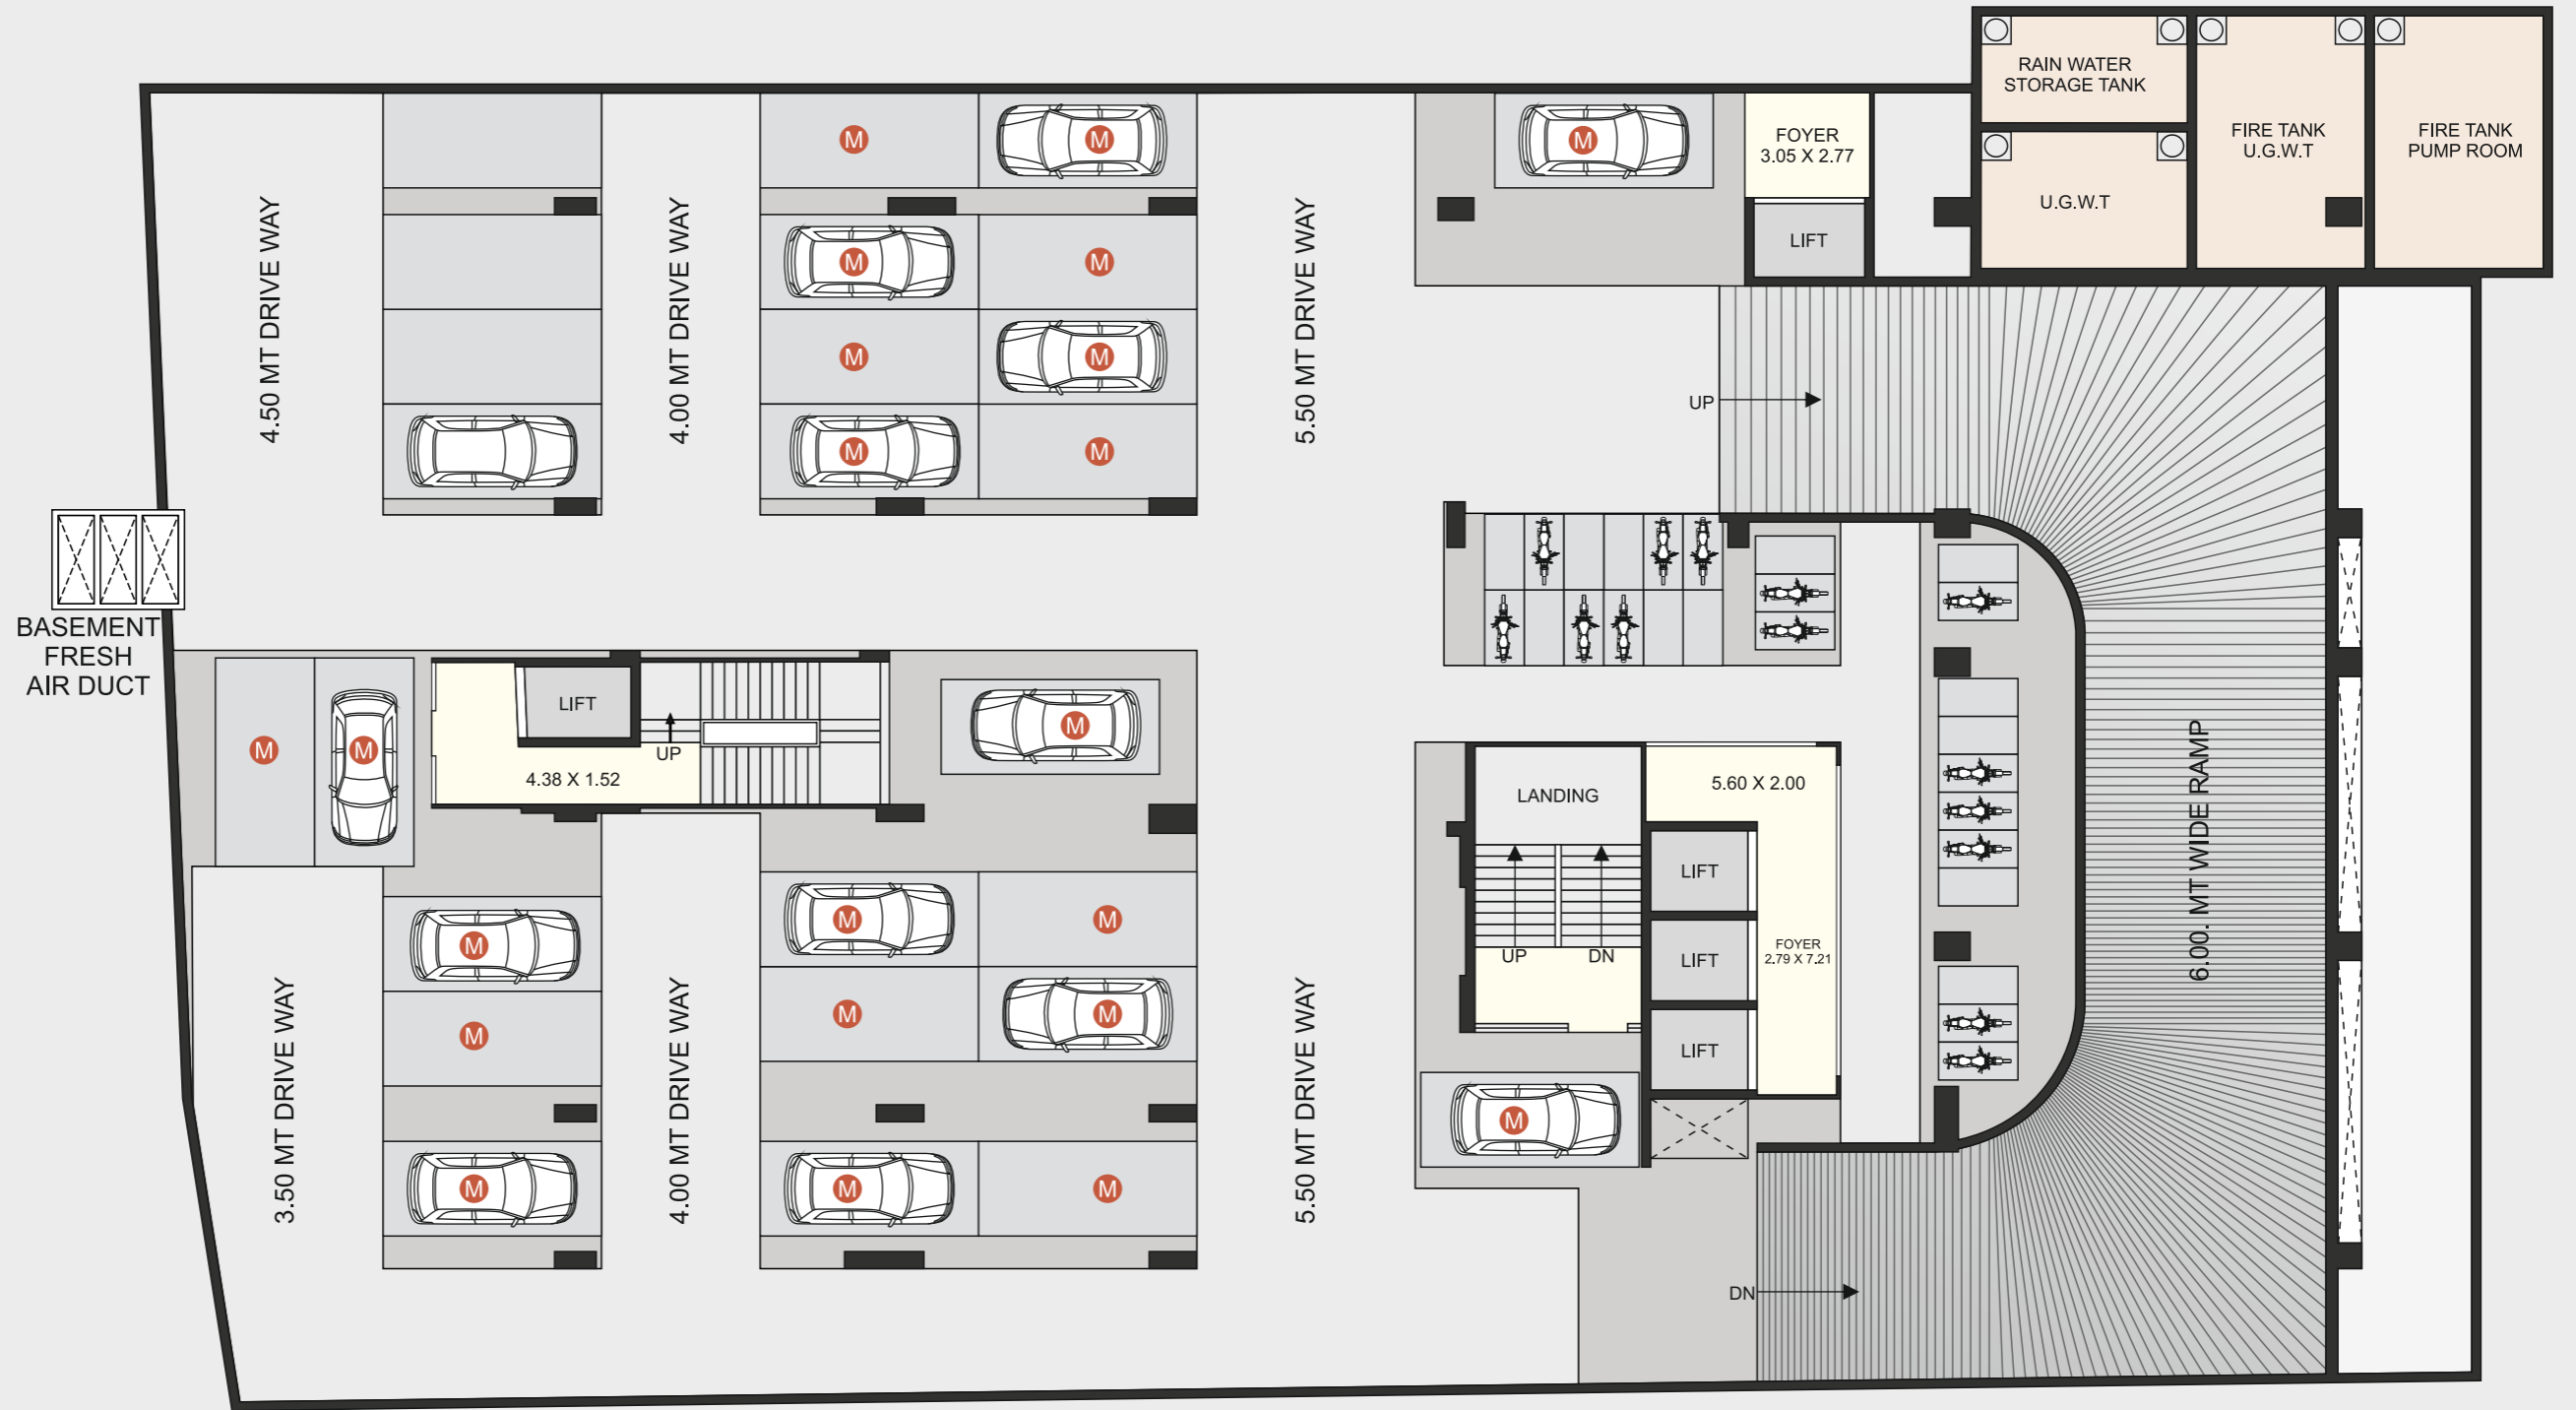 RAIN WATER
STORAGE TANK
FIRE TANK
U.G.W.T
FIRE TANK
PUMP ROOM
U.G.W.T
M
M
M
FOYER
3.05 X 2.77
LIFT
M
M
M
M
M
M
4.50 MT DRIVE WAY
4.00 MT DRIVE WAY
5.50 MT DRIVE WAY
UP
BASEMENT
FRESH
AIR DUCT
M
M
LIFT
UP
4.38 X 1.52
M
LANDING
5.60 X 2.00
LIFT
LIFT
LIFT
UP
DN
FOYER
2.79 X 7.21
6.00. MT WIDE RAMP
M
M
M
M
M
M
M
M
M
M
3.50 MT DRIVE WAY
4.00 MT DRIVE WAY
5.50 MT DRIVE WAY
DN